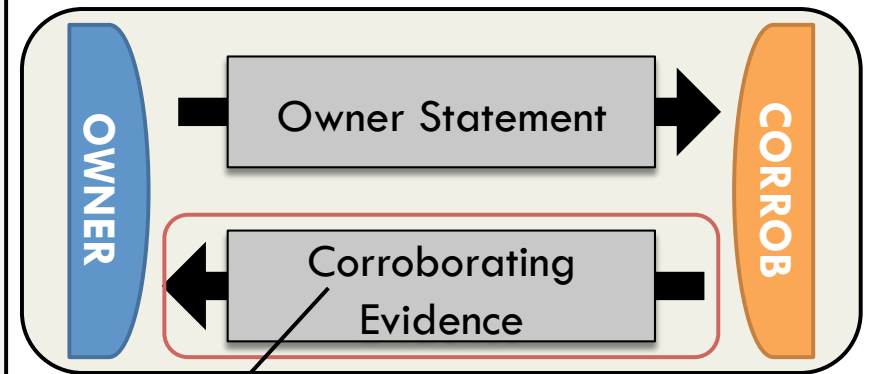 OWNER
Owner Statement
CORROB
Corroborating
Evidence